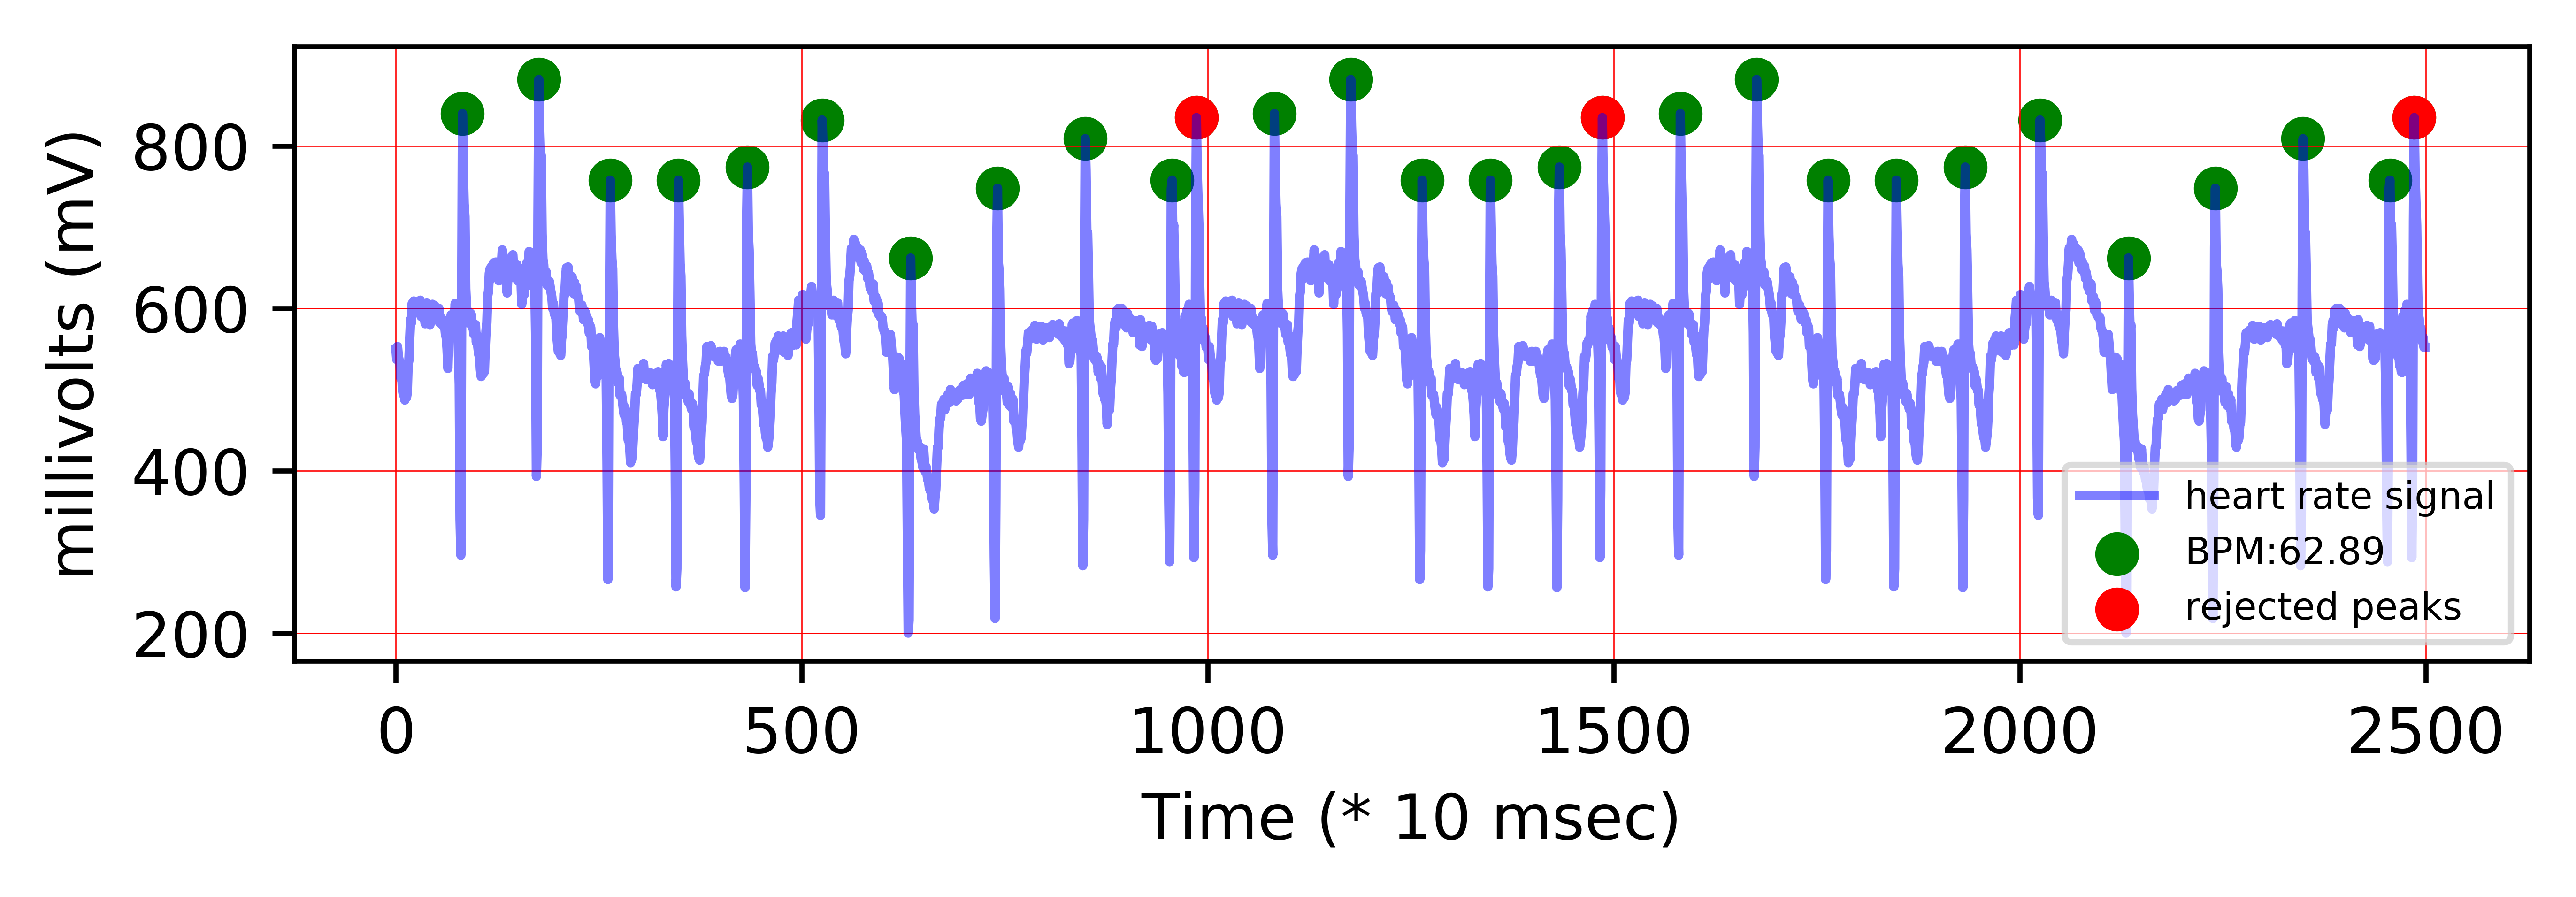 millivolts (mV)
800
600
400
200
heart rate signal
BPM:62.89
rejected peaks
0 500 1000 1500 2000 2500
Time (* 10 msec)